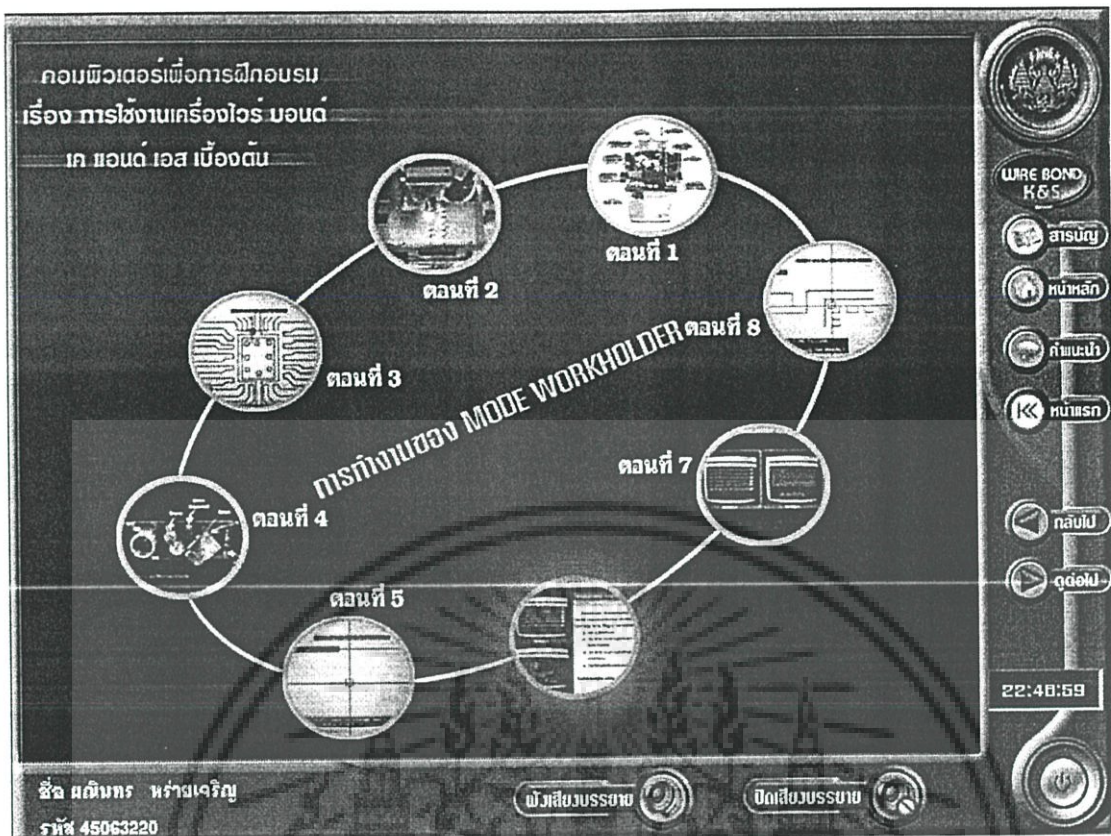 คอมพิวเตอร์เพื่อการฝึกอบรม
เรื่อง การใช้งานเครื่องไวร์ บอนด์
เค แอนด์ เอส เบื้องต้น
ตอนที่ 1
ตอนที่ 2
ตอนที่ 8
ตอนที่ 3
การทำงานของ MODE WORKHOLDER
ตอนที่ 7
ตอนที่ 4
ตอนที่ 5
WIRE BOND
K&S
สารบัญ
หน้าหลัก
คำแนะนำ
หน้าแรก
กลับไป
ดูต่อไป
22:48:59
ชื่อ ผณินทร หร่ายเจริญ
รหัส 45063220
ฟังเสียงบรรยาย
ปิดเสียงบรรยาย